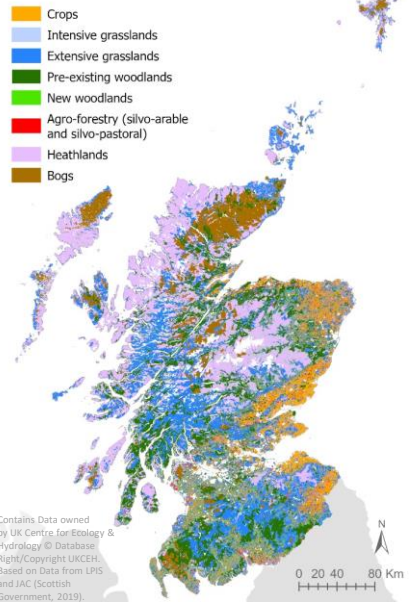 Crops
Intensive grasslands
Extensive grasslands
Pre-existing woodlands
New woodlands
Agro-forestry (silvo-arable
and silvo-pastoral)
Heathlands
Bogs
Contains Data owned
by UK Centre for Ecology &
Hydrology © Database
Right/Copyright UKCEH.
Based on Data from LPIS
and JAC (Scottish
Government, 2019).
N
0 20 40 80 Km